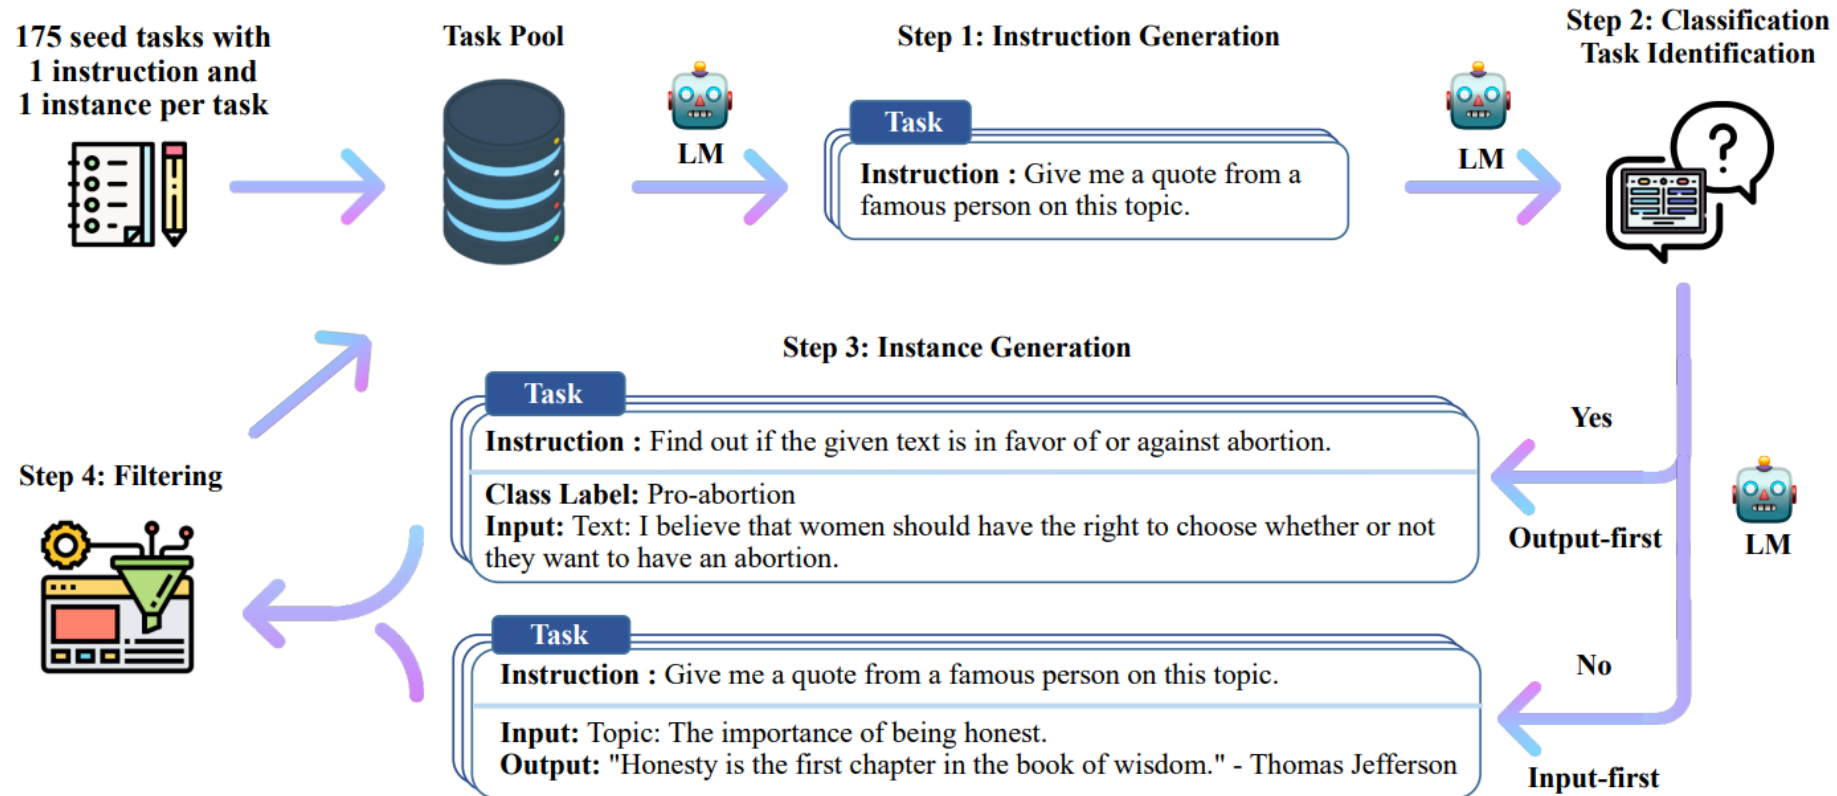 175 seed tasks with
1 instruction and
1 instance per task
Task Pool
LM
Step 1: Instruction Generation
Task
Instruction : Give me a quote from a
famous person on this topic.
LM
Step 2: Classification
Task Identification
?
Step 3: Instance Generation
Yes
Output-first
LM
Task
Instruction : Find out if the given text is in favor of or against abortion.
Class Label: Pro-abortion
Input: Text: I believe that women should have the right to choose whether or not
they want to have an abortion.
No
Input-first
Task
Instruction : Give me a quote from a famous person on this topic.
Input: Topic: The importance of being honest.
Output: "Honesty is the first chapter in the book of wisdom." - Thomas Jefferson
Step 4: Filtering